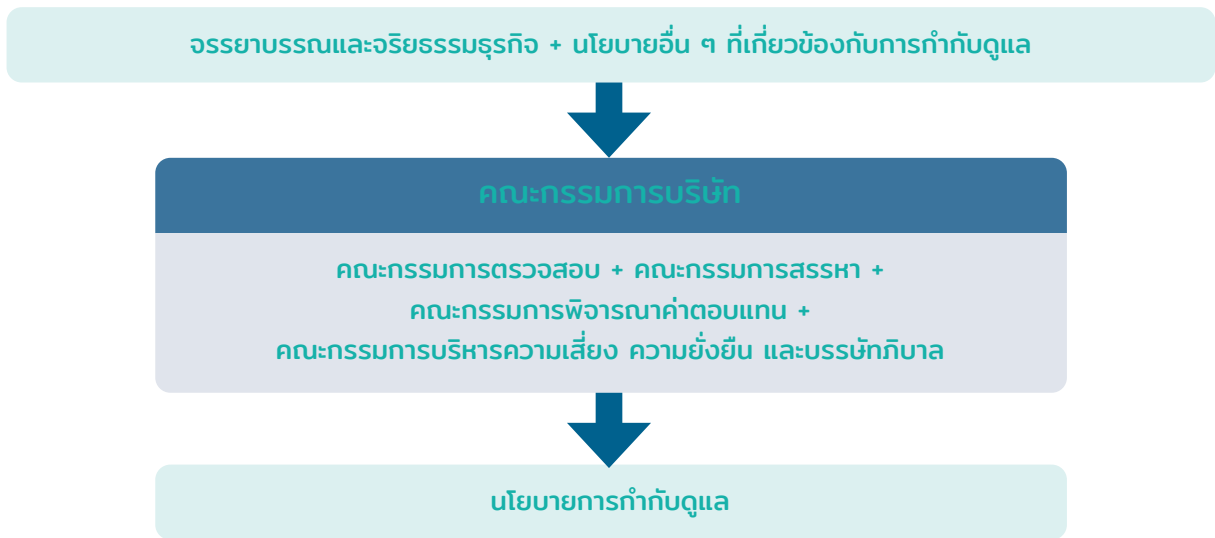 จรรยาบรรณและจริยธรรมธุรกิจ + นโยบายอื่น ๆ ที่เกี่ยวข้องกับการกำกับดูแล
คณะกรรมการบริษัท
คณะกรรมการตรวจสอบ + คณะกรรมการสรรหา +
คณะกรรมการพิจารณาค่าตอบแทน +
คณะกรรมการบริหารความเสี่ยง ความยั่งยืน และบรรษัทภิบาล
นโยบายการกำกับดูแล